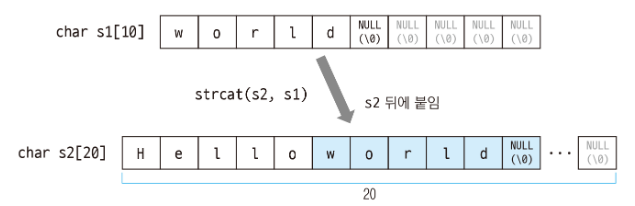 char s1[10] w o r l d NULL (\0) NULL (\0) NULL (\0) NULL (\0) NULL (\0)
strcat(s2, s1)
s2 뒤에 붙임
char s2[20] H e l l o w o r l d NULL (\0) ··· NULL (\0)
20